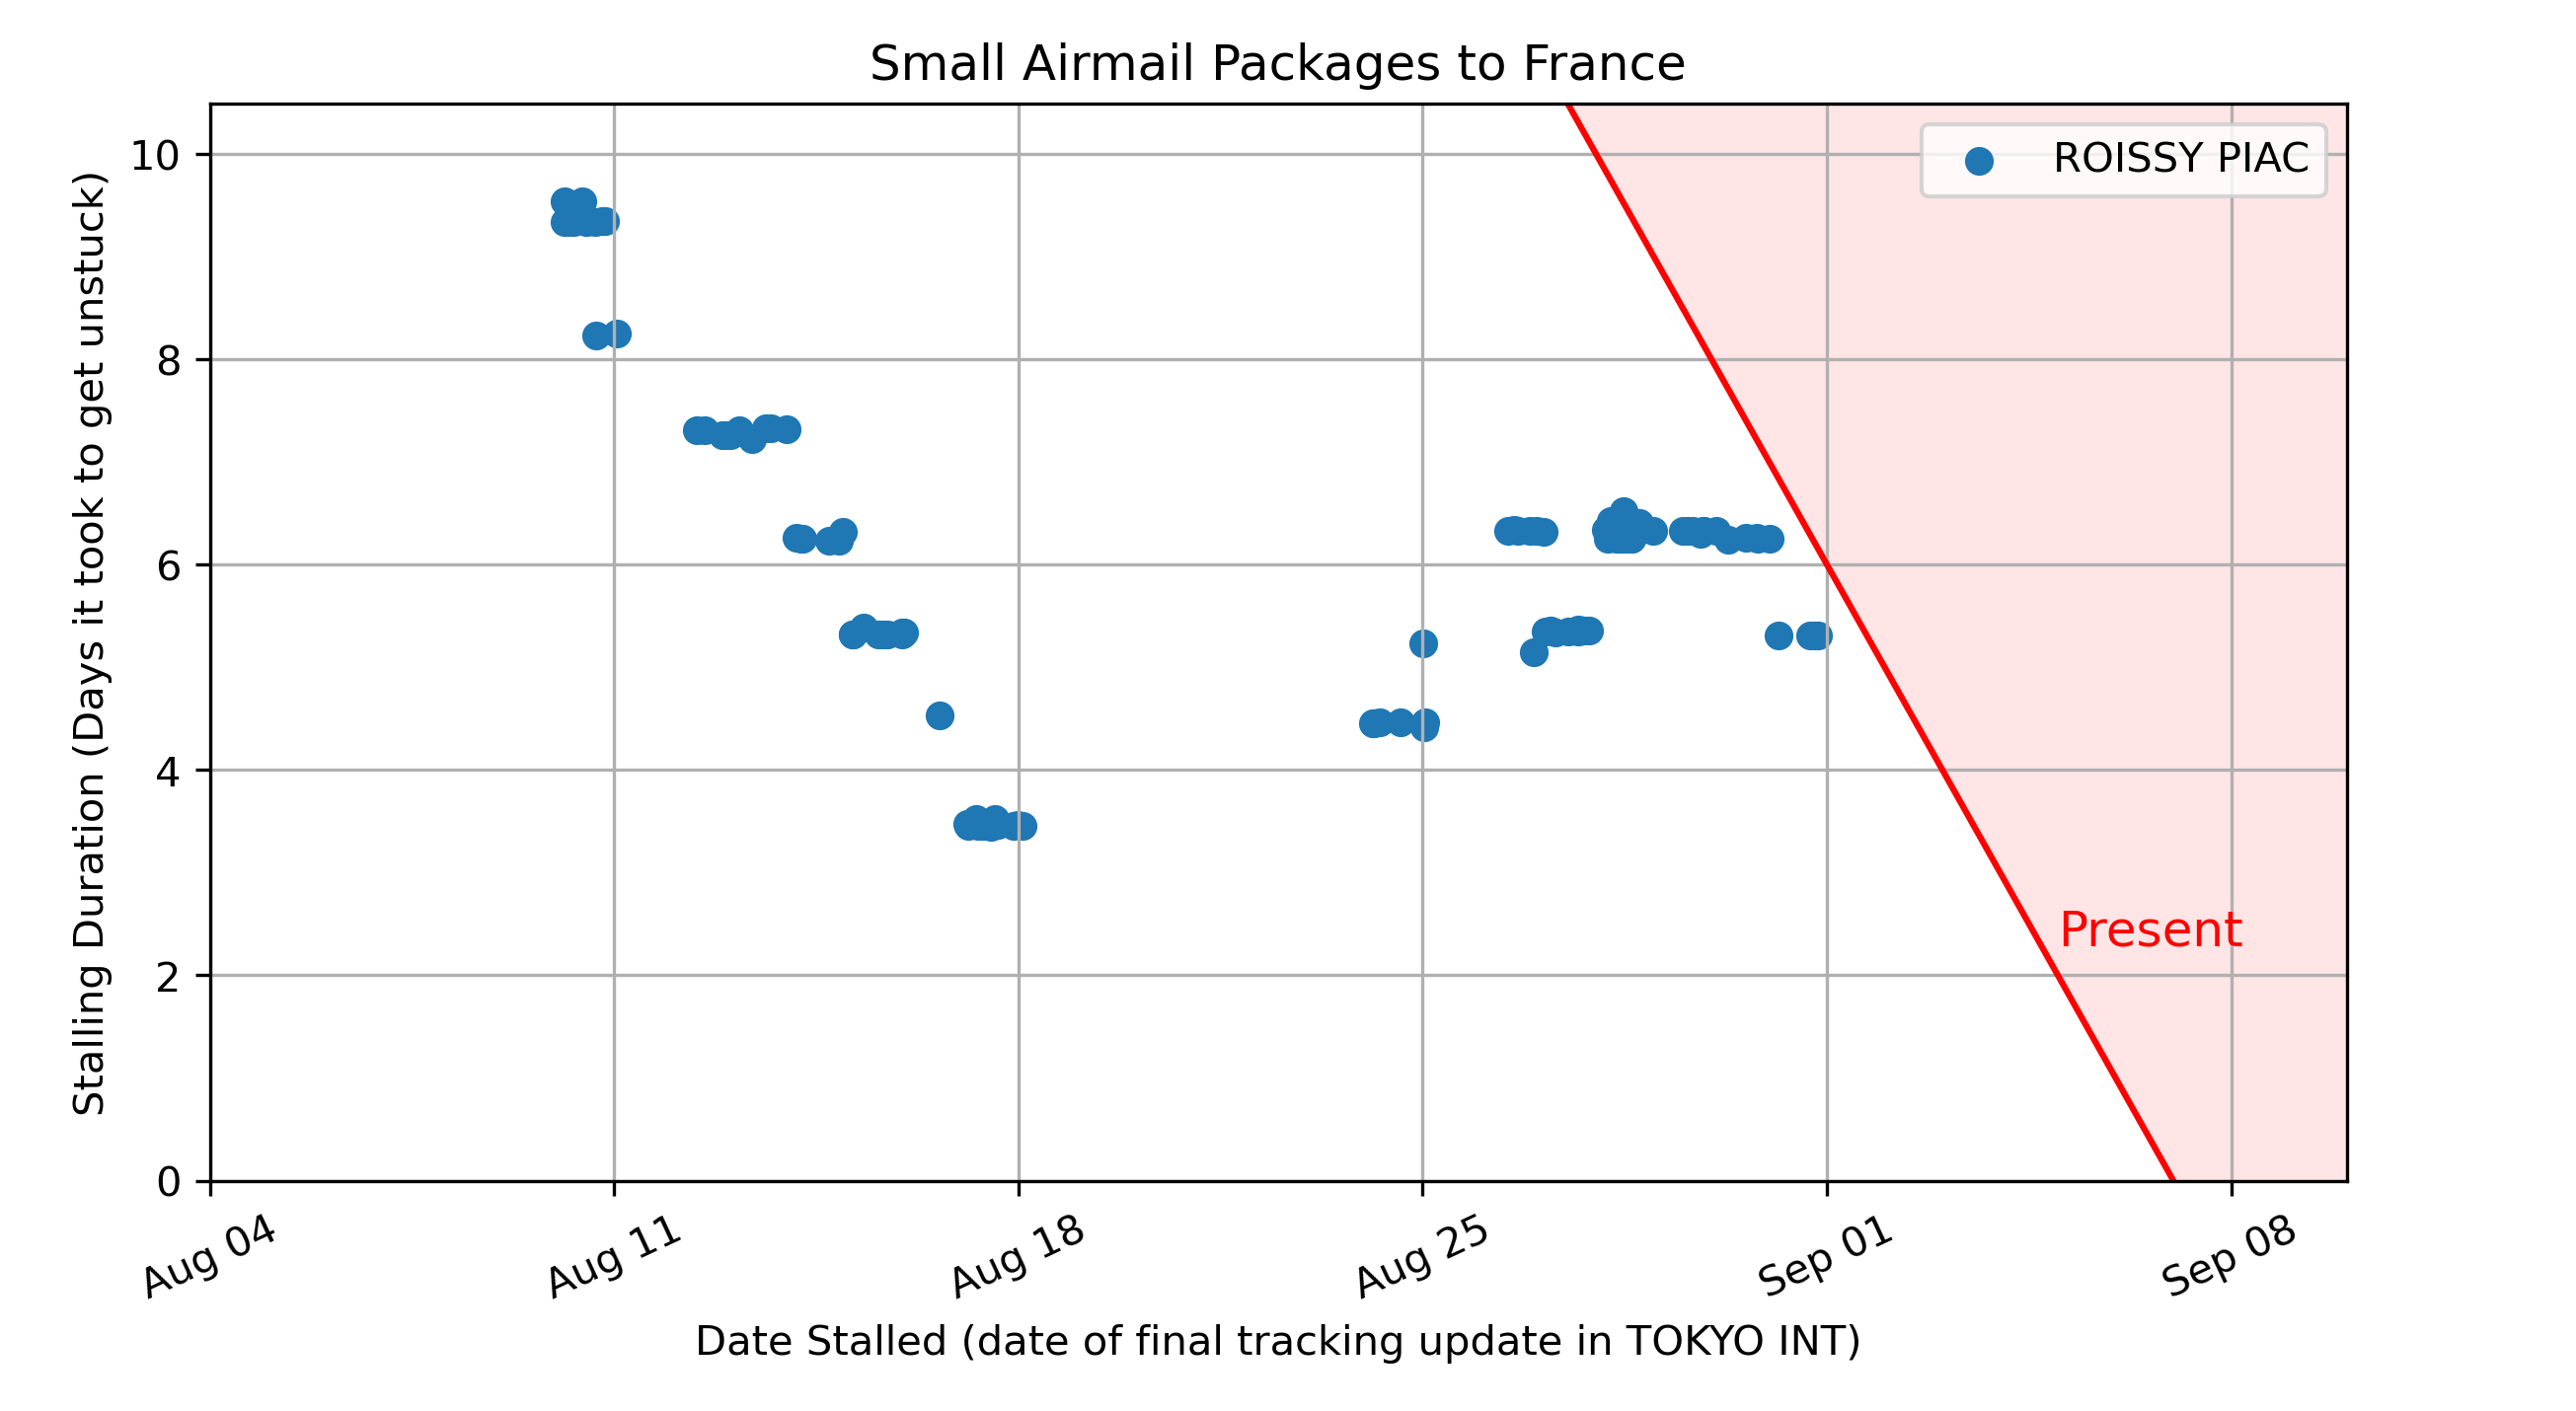 Small Airmail Packages to France
Stalling Duration (Days it took to get unstuck)
10
8
6
4
2
0
ROISSY PIAC
Present
Aug 04
Aug 11
Aug 18
Aug 25
Sep 01
Sep 08
Date Stalled (date of final tracking update in TOKYO INT)